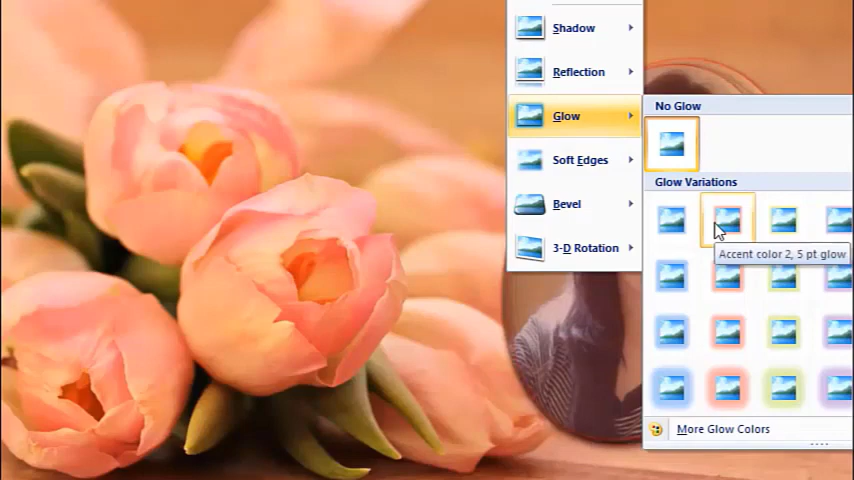 Shadow
Reflection
Glow
Soft Edges
Bevel
3-D Rotation
No Glow
Glow Variations
Accent color 2, 5 pt glow
More Glow Colors